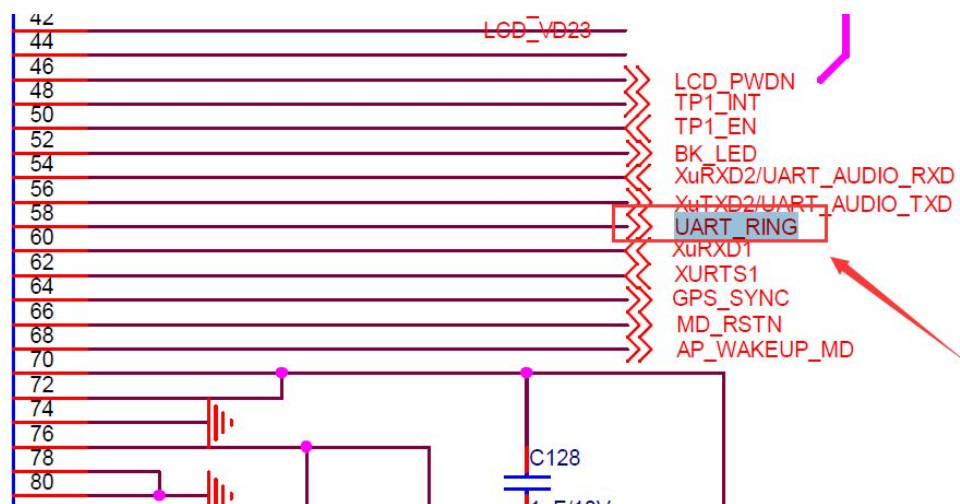 42
LCD_VD23
44
46
LCD_PWDN
48
TP1_INT
50
TP1_EN
52
BK_LED
54
XuRXD2/UART_AUDIO_RXD
56
XuTXD2/UART_AUDIO_TXD
58
UART_RING
60
XuRXD1
62
XURTS1
64
GPS_SYNC
66
MD_RSTN
68
AP_WAKEUP_MD
70
72
74
76
78
C128
80